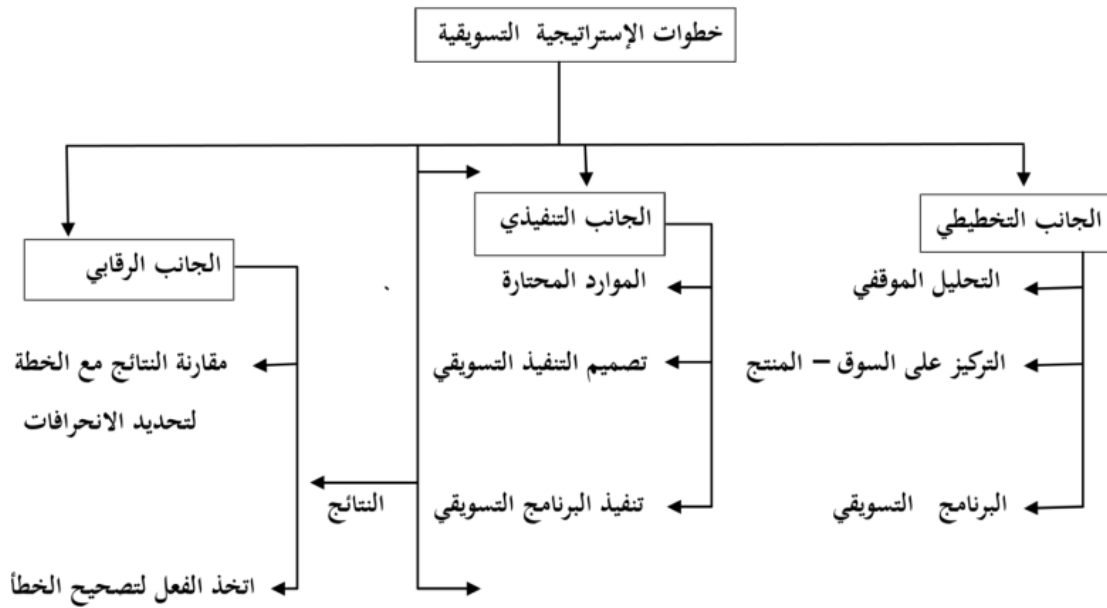 خطوات الإستراتيجية التسويقية
الجانب التخطيطي
التحليل الموقفي
التركيز على السوق – المنتج
البرنامج التسويقي
الجانب التنفيذي
الموارد المحتارة
تصميم التنفيذ التسويقي
تنفيذ البرنامج التسويقي
النتائج
الجانب الرقابي
مقارنة النتائج مع الخطة
لتحديد الانحرافات
اتخذ الفعل لتصحيح الخطأ